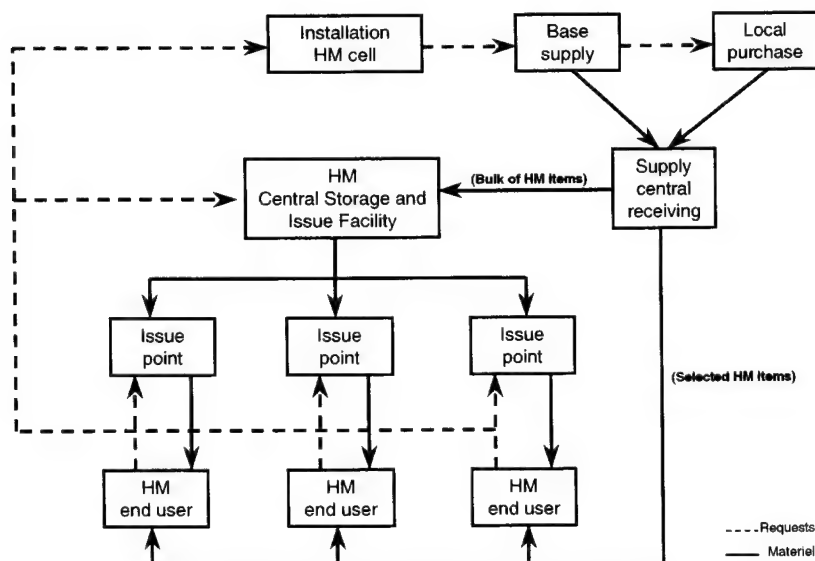 Installation
HM cell
Base
supply
Local
purchase
HM
Central Storage and
Issue Facility
(Bulk of HM Items)
Supply
central
receiving
Issue
point
Issue
point
Issue
point
(Selected HM Items)
HM
end user
HM
end user
HM
end user
Requests
Materiel